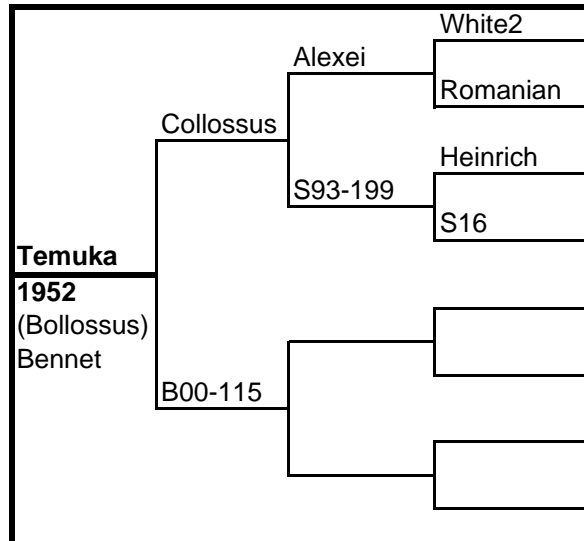 White2
Alexei
Romanian
Collossus
Heinrich
S93-199
S16
Temuka
1952
(Bollossus)
Bennet
B00-115